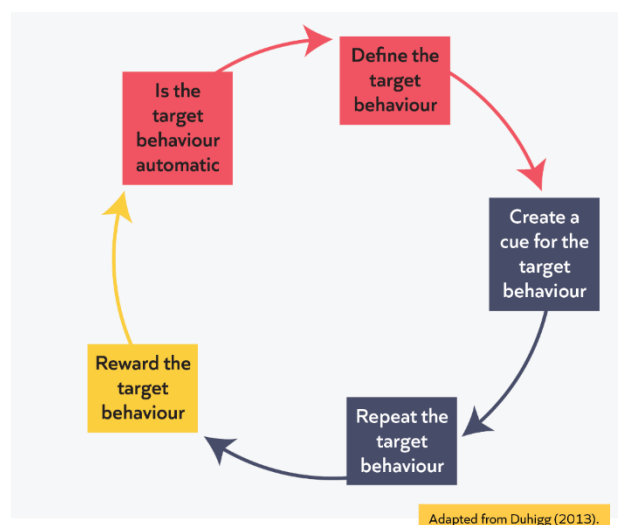 Define the
target
behaviour
Create a
cue for the
target
behaviour
Repeat the
target
behaviour
Reward the
target
behaviour
Is the
target
behaviour
automatic
Adapted from Duhigg (2013).